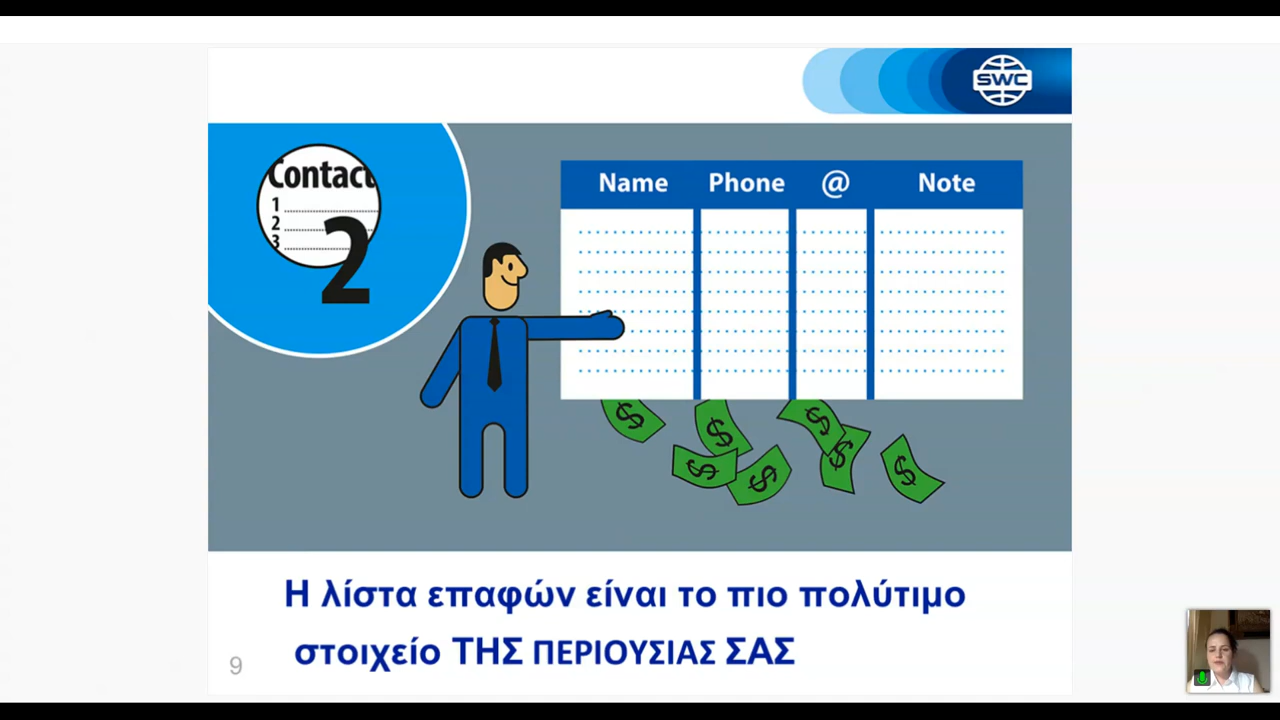 SWC
Contact
1
2
3
2
Name Phone @ Note
$ $ $ $ $ $ $
Η λίστα επαφών είναι το πιο πολύτιμο
στοιχείο ΤΗΣ ΠΕΡΙΟΥΣΙΑΣ ΣΑΣ
9